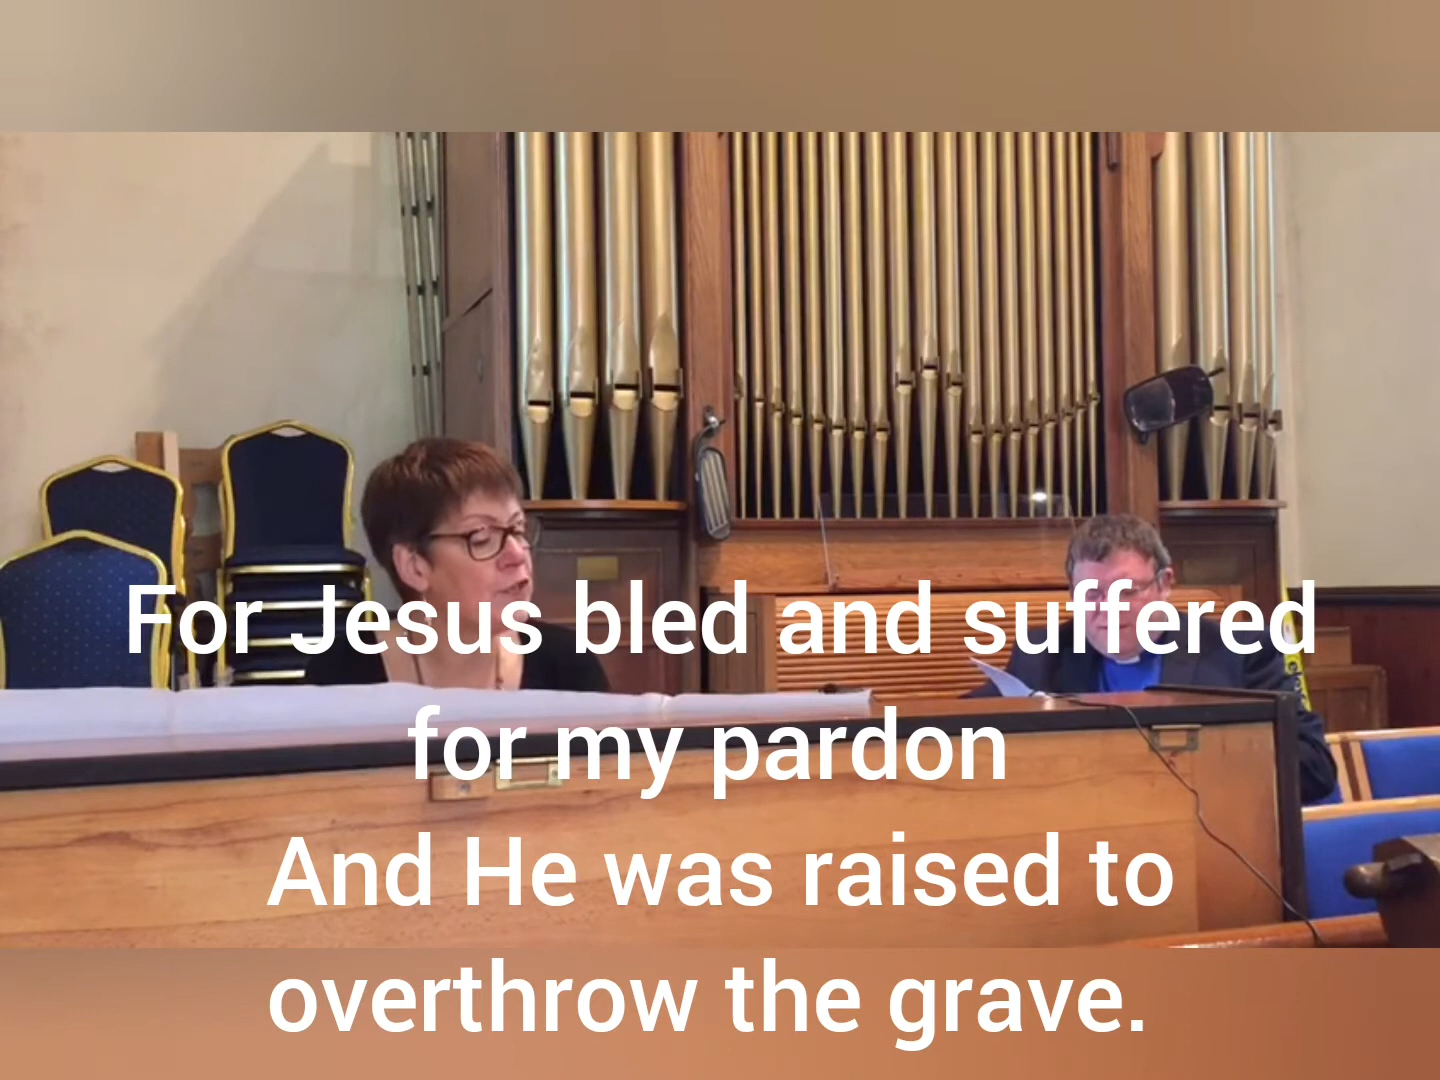 For Jesus bled and suffered
for my pardon
And He was raised to
overthrow the grave.